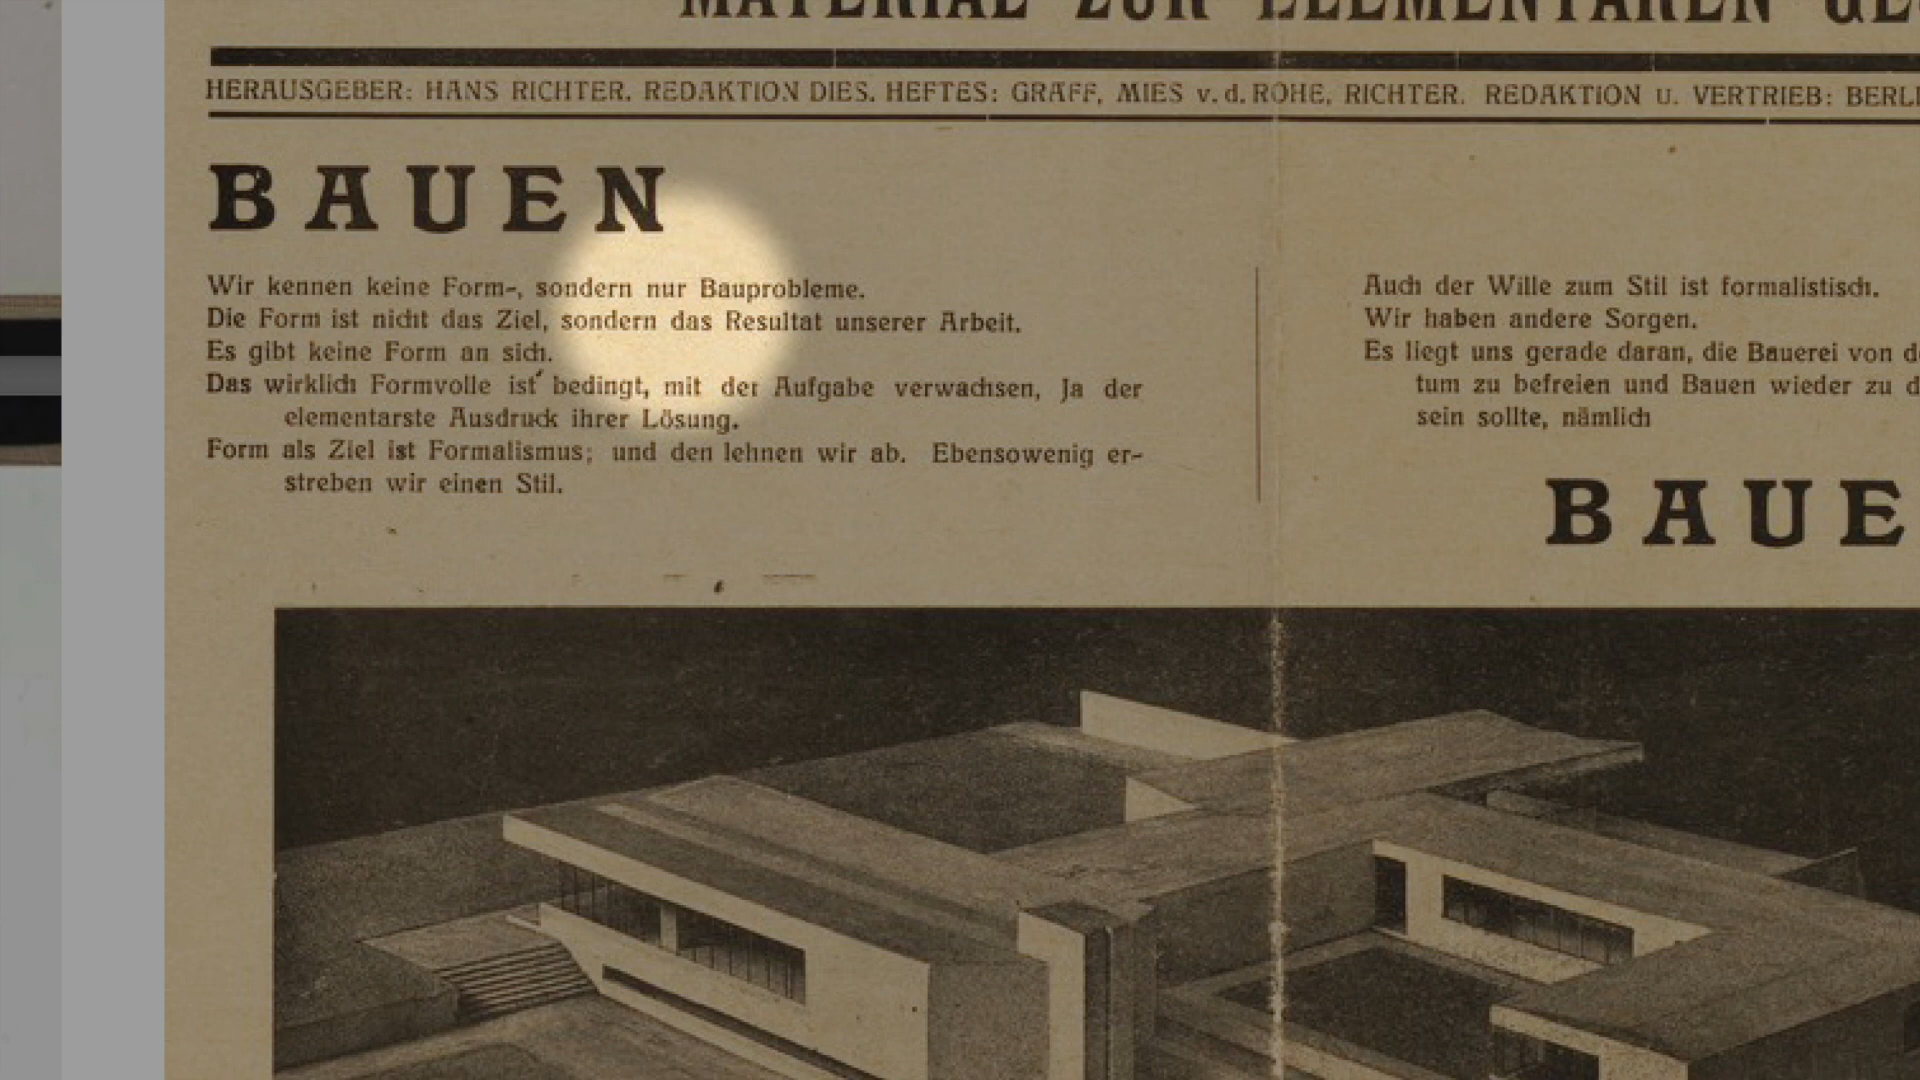 MATERIAL ZUR ELEMENTAREN
HERAUSGEBER: HANS RICHTER. REDAKTION DIES. HEFTES: GRÄFF, MIES v. d. ROHE, RICHTER. REDAKTION U. VERTRIEB:
BAUEN
Wir kennen keine Form-, sondern nur Bauprobleme.
Die Form ist nicht das Ziel, sondern das Resultat unserer Arbeit.
Es gibt keine Form an sich.
Das wirklich Formvolle ist bedingt, mit der Aufgabe verwachsen, Ja der
elementarste Ausdruck ihrer Lösung.
Form als Ziel ist Formalismus; und den lehnen wir ab. Ebensowenig er-
streben wir einen Stil.
Auch der Wille zum Stil ist formalistisch.
Wir haben andere Sorgen.
Es liegt uns gerade daran, die Bauerei von
tum zu befreien und Bauen wieder zu
sein sollte, nämlich
BAUE